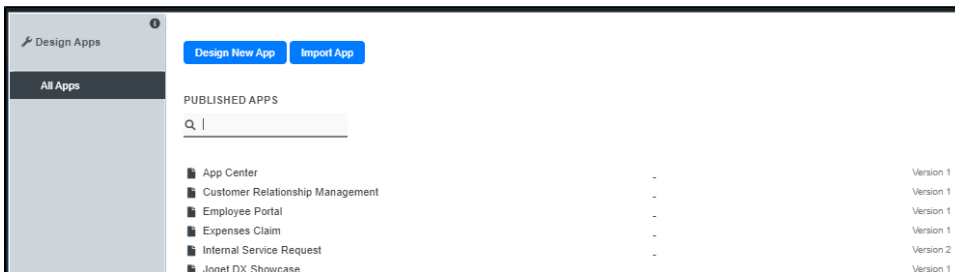 Design Apps
All Apps
Design New App Import App
PUBLISHED APPS
App Center - Version 1
Customer Relationship Management - Version 1
Employee Portal - Version 1
Expenses Claim - Version 1
Internal Service Request - Version 2
Joget DX Showcase Version 1